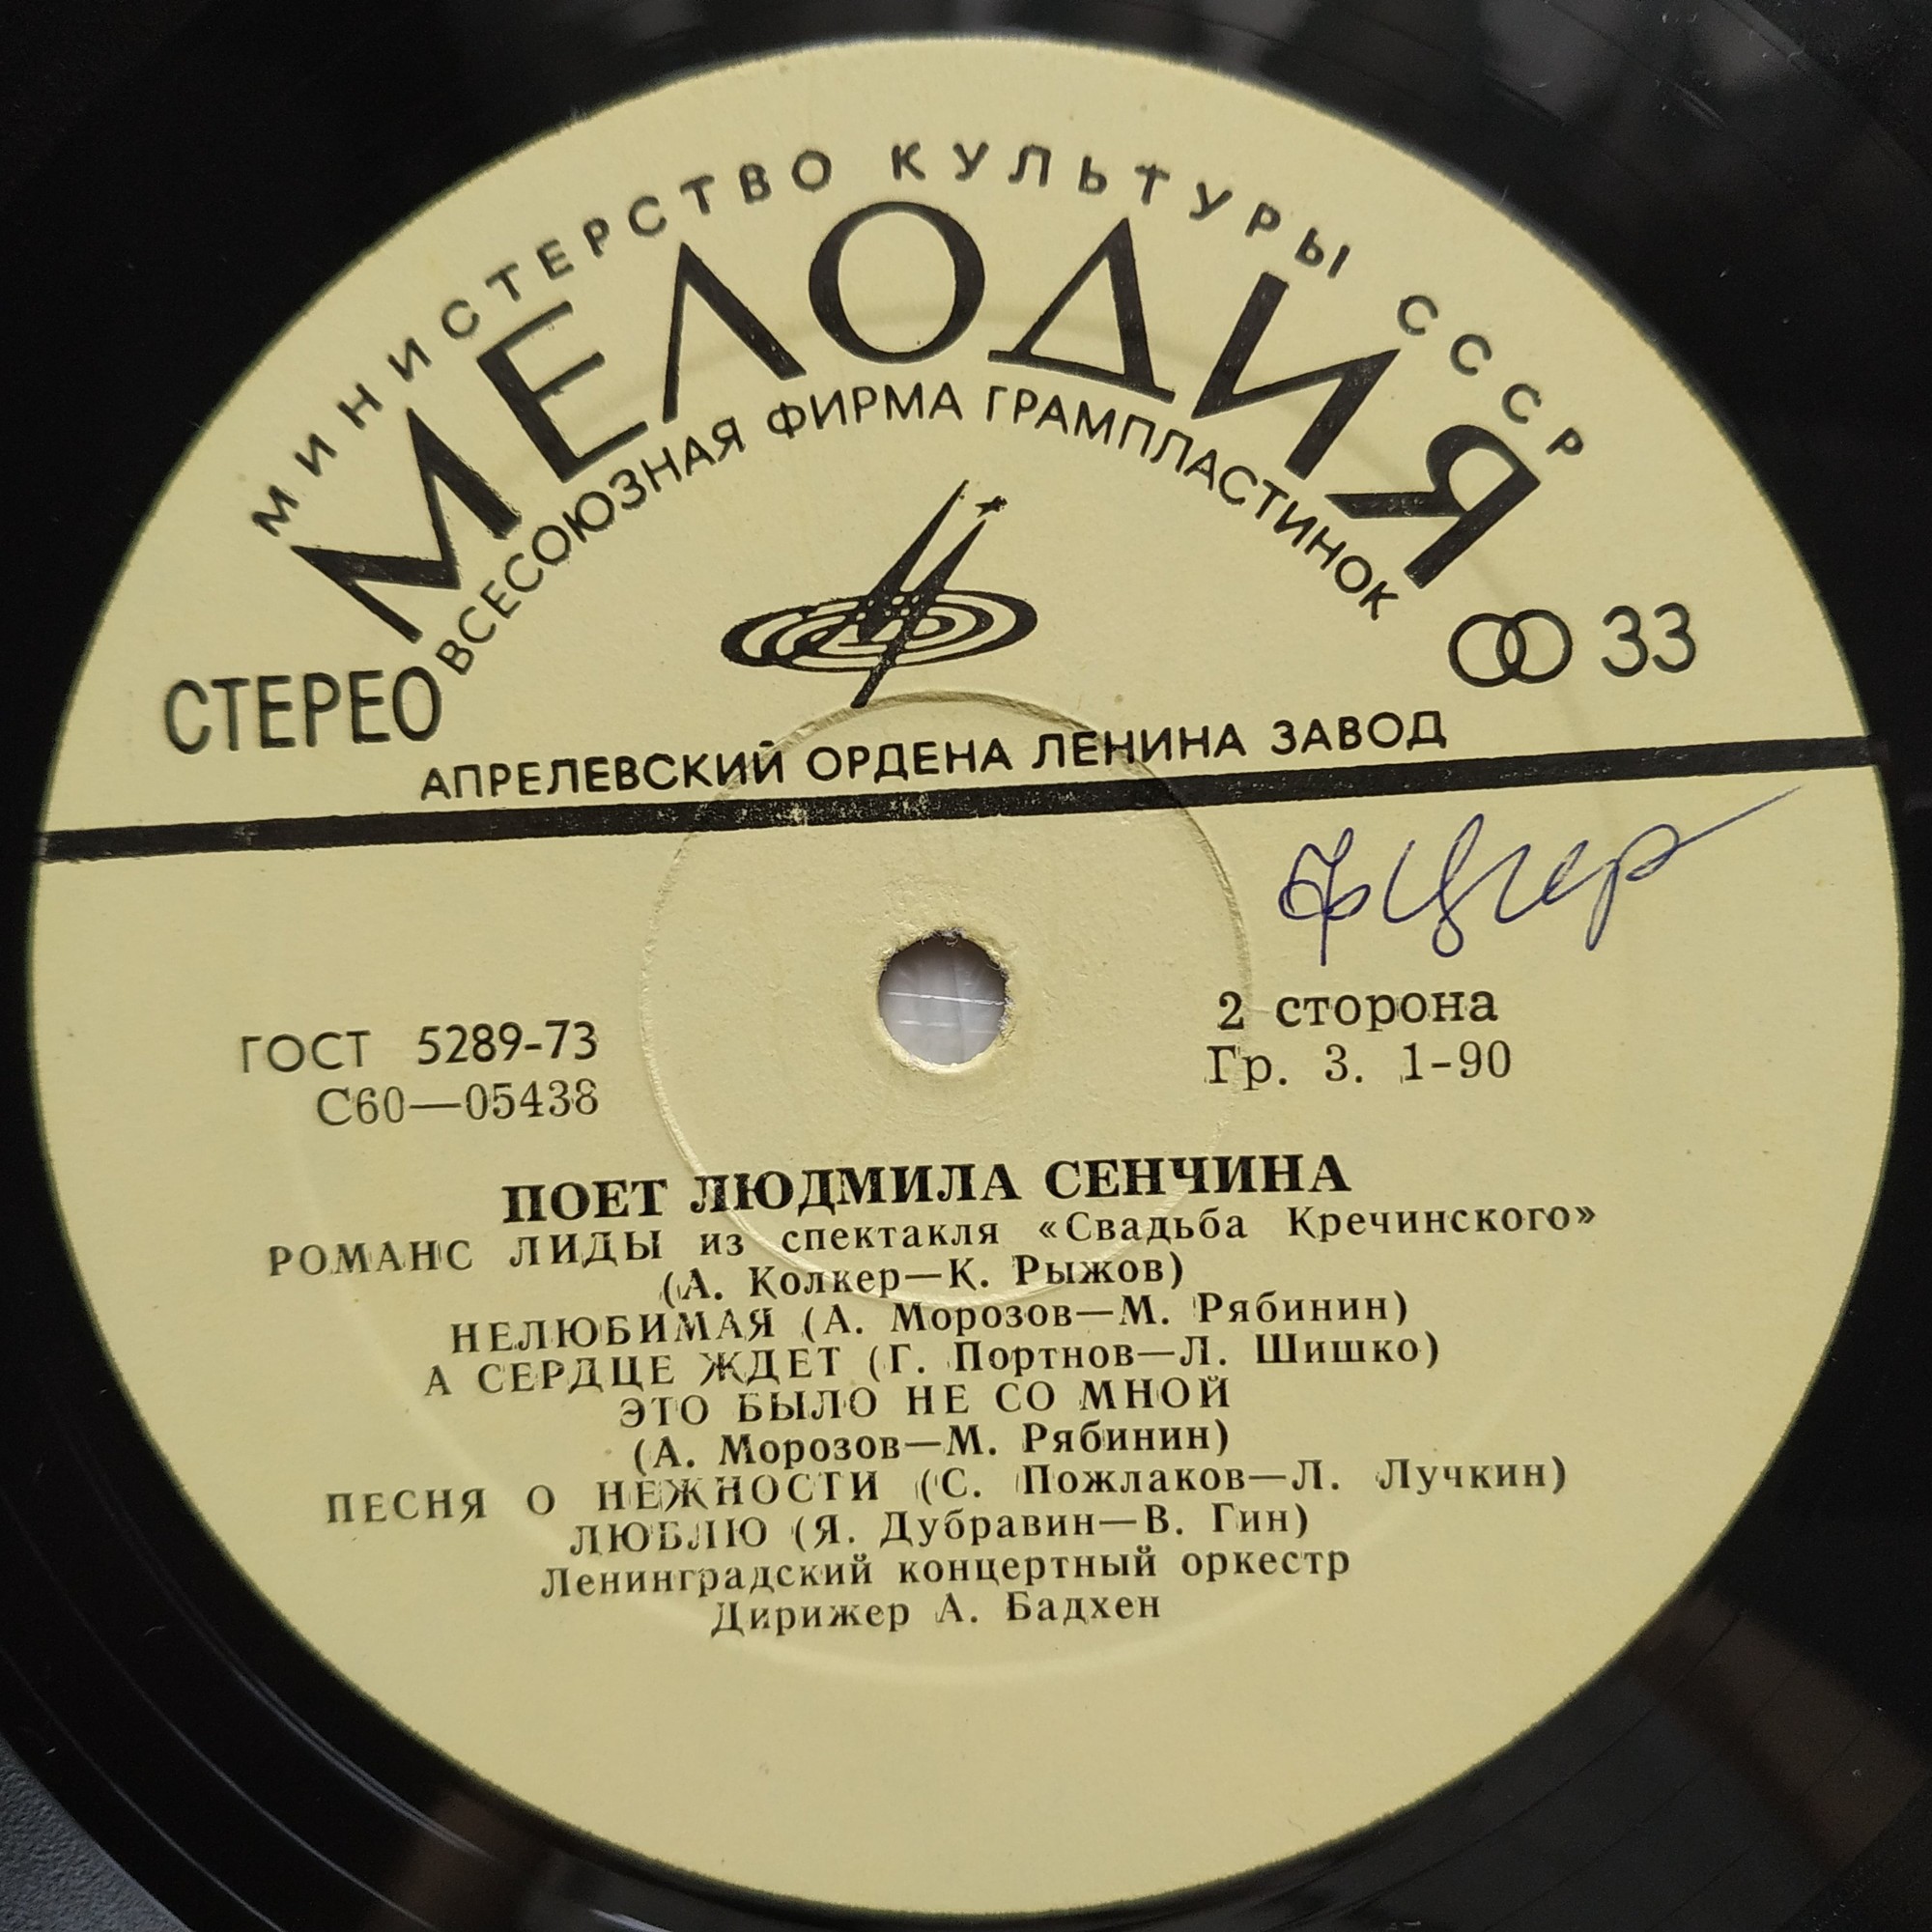 МИНИСТЕРСТВО КУЛЬТУРЫ СССР
МЕЛОДИЯ
ВСЕСОЮЗНАЯ ФИРМА ГРАМПЛАСТИНОК
СТЕРЕО
33
АПРЕЛЕВСКИЙ ОРДЕНА ЛЕНИНА ЗАВОД
ГОСТ 5289-73
С60—05438
2 сторона
Гр. 3. 1-90
ПОЕТ ЛЮДМИЛА СЕНЧИНА
РОМАНС ЛИДЫ из спектакля «Свадьба Кречинского»
(А. Колкер—К. Рыжов)
НЕЛЮБИМАЯ (А. Морозов—М. Рябинин)
А СЕРДЦЕ ЖДЕТ (Г. Портнов—Л. Шишко)
ЭТО БЫЛО НЕ СО МНОЙ
(А. Морозов—М. Рябинин)
ПЕСНЯ О НЕЖНОСТИ (С. Пожлаков—Л. Лучкин)
ЛЮБЛЮ (Я. Дубравин—В. Гин)
Ленинградский концертный оркестр
Дирижер А. Бадхен